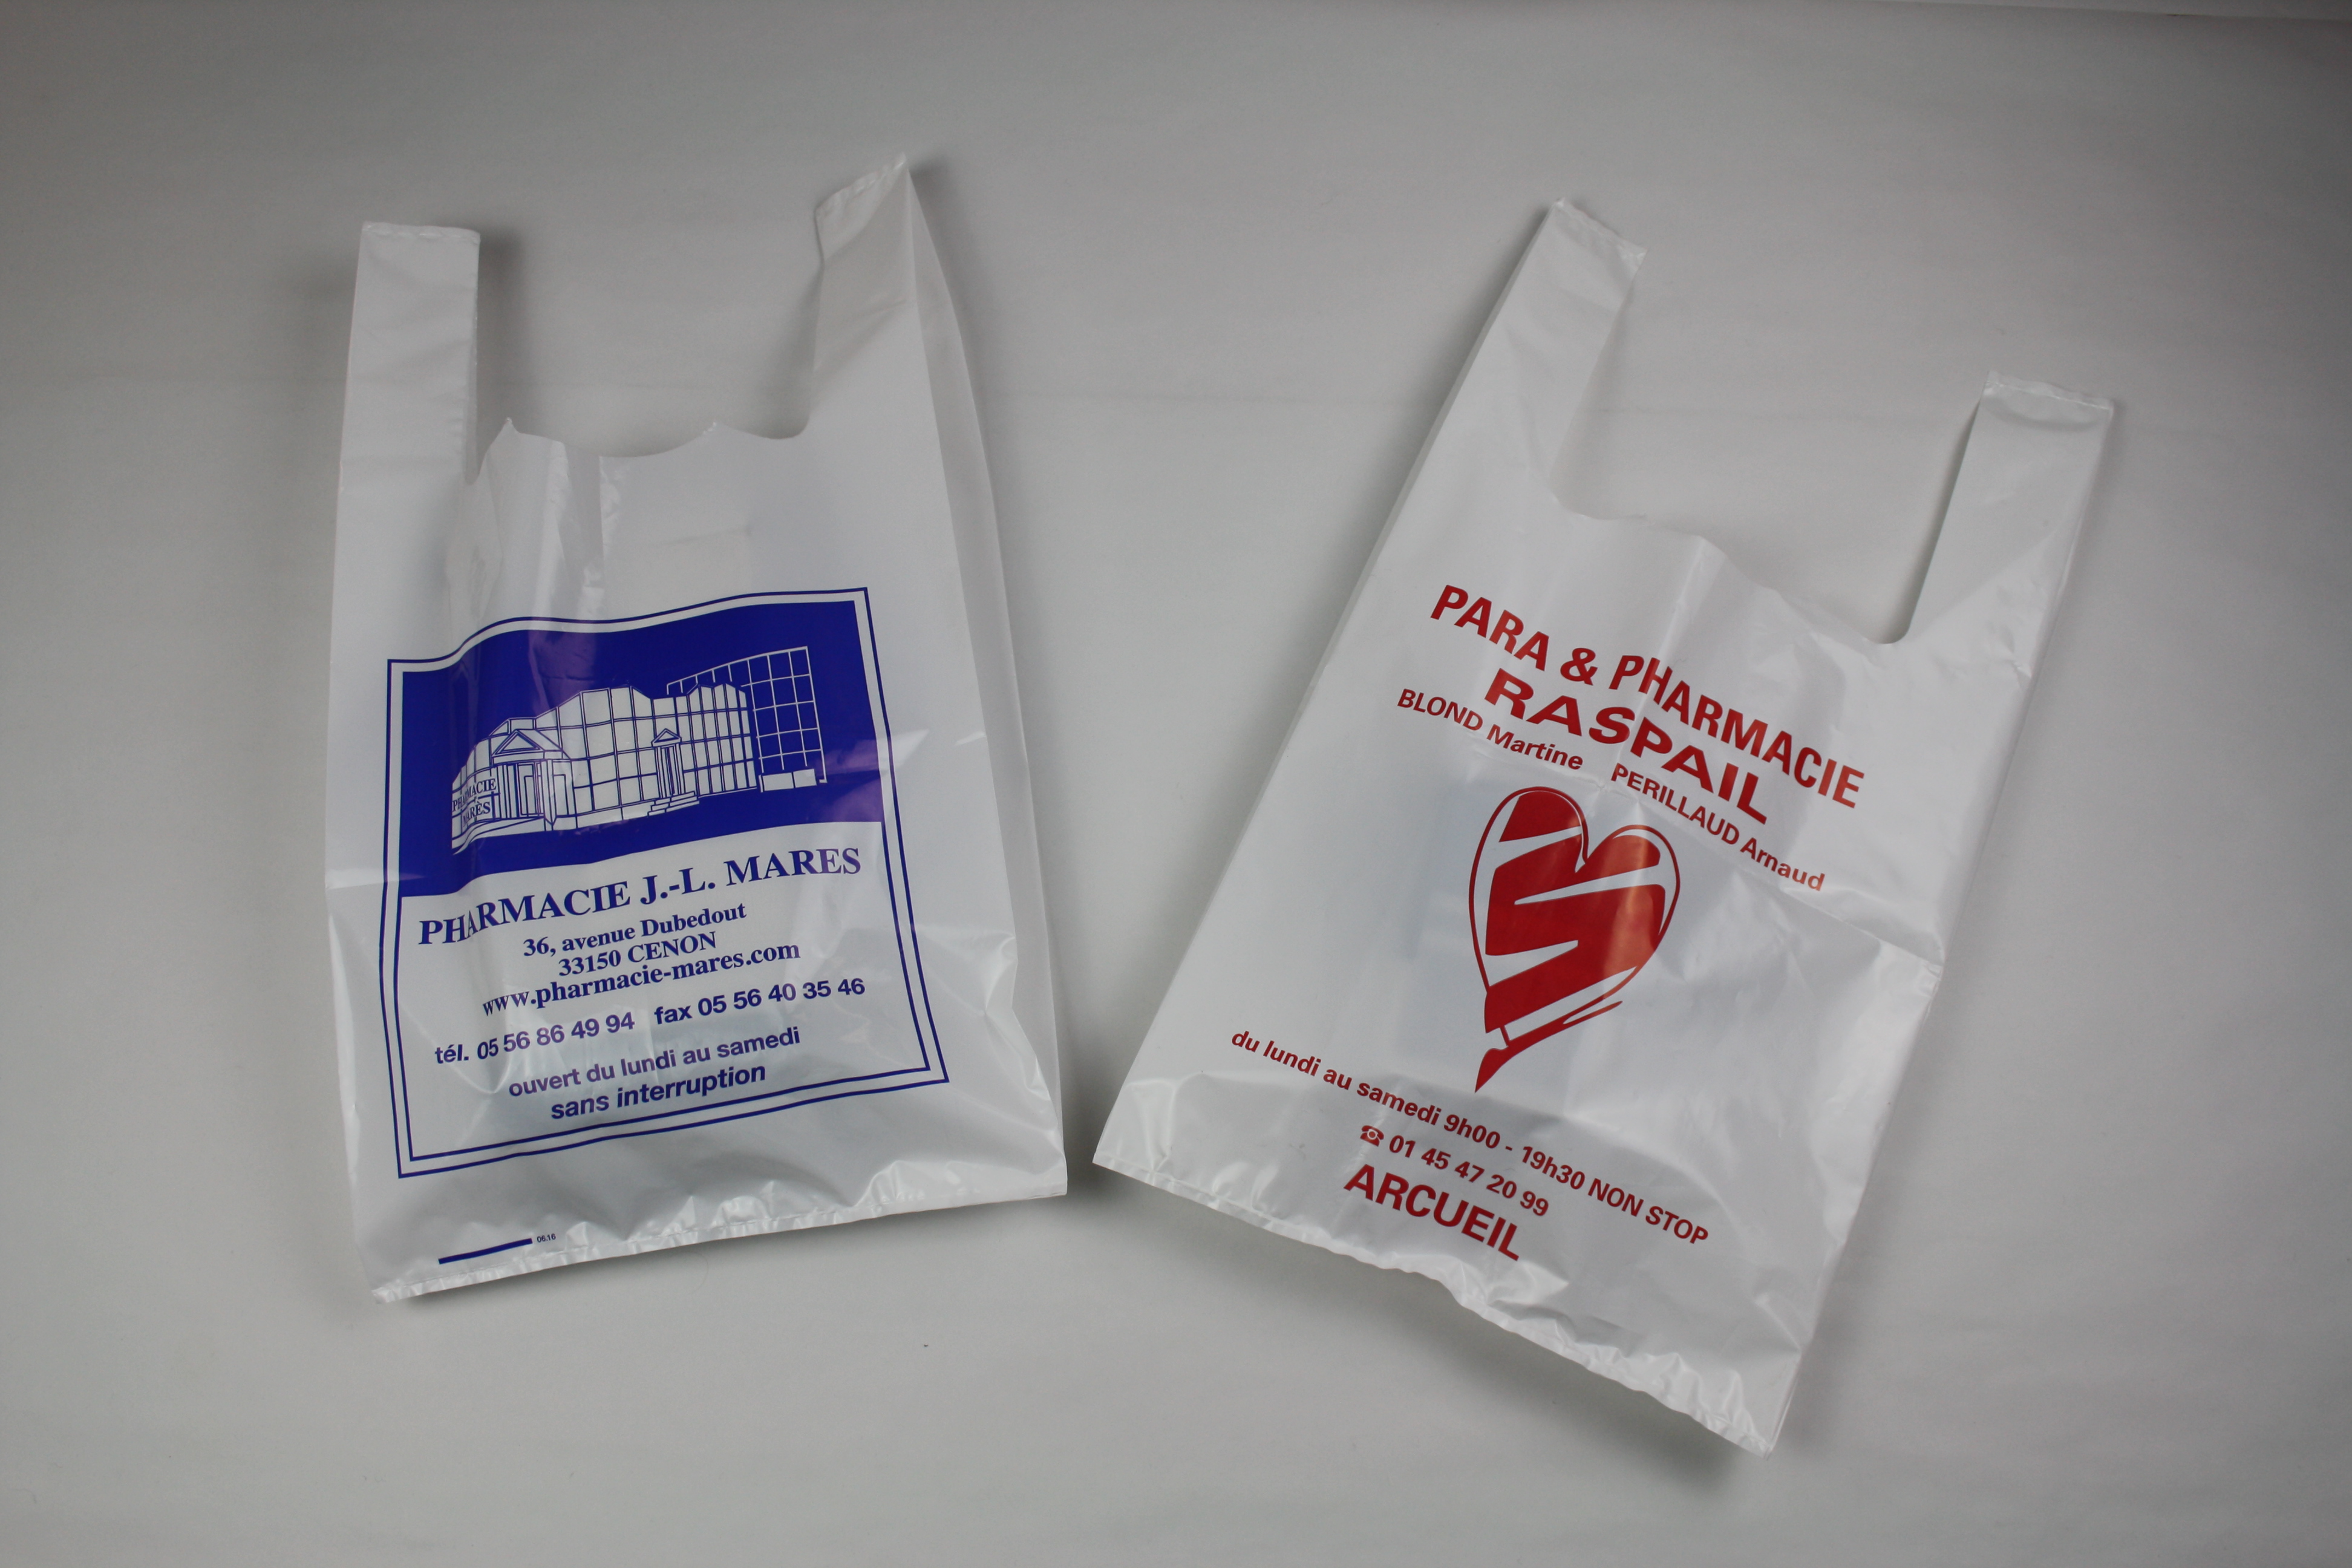 PHARMACIE
MARES
PHARMACIE J.-L. MARES
36, avenue Dubedout
33150 CENON
www.pharmacie-mares.com
tél. 05 56 86 49 94 fax 05 56 40 35 46
ouvert du lundi au samedi
sans interruption
06.16
PARA & PHARMACIE
RASPAIL
BLOND Martine PERILLAUD Arnaud
du lundi au samedi 9h00 - 19h30 NON STOP
☎ 01 45 47 20 99
ARCUEIL